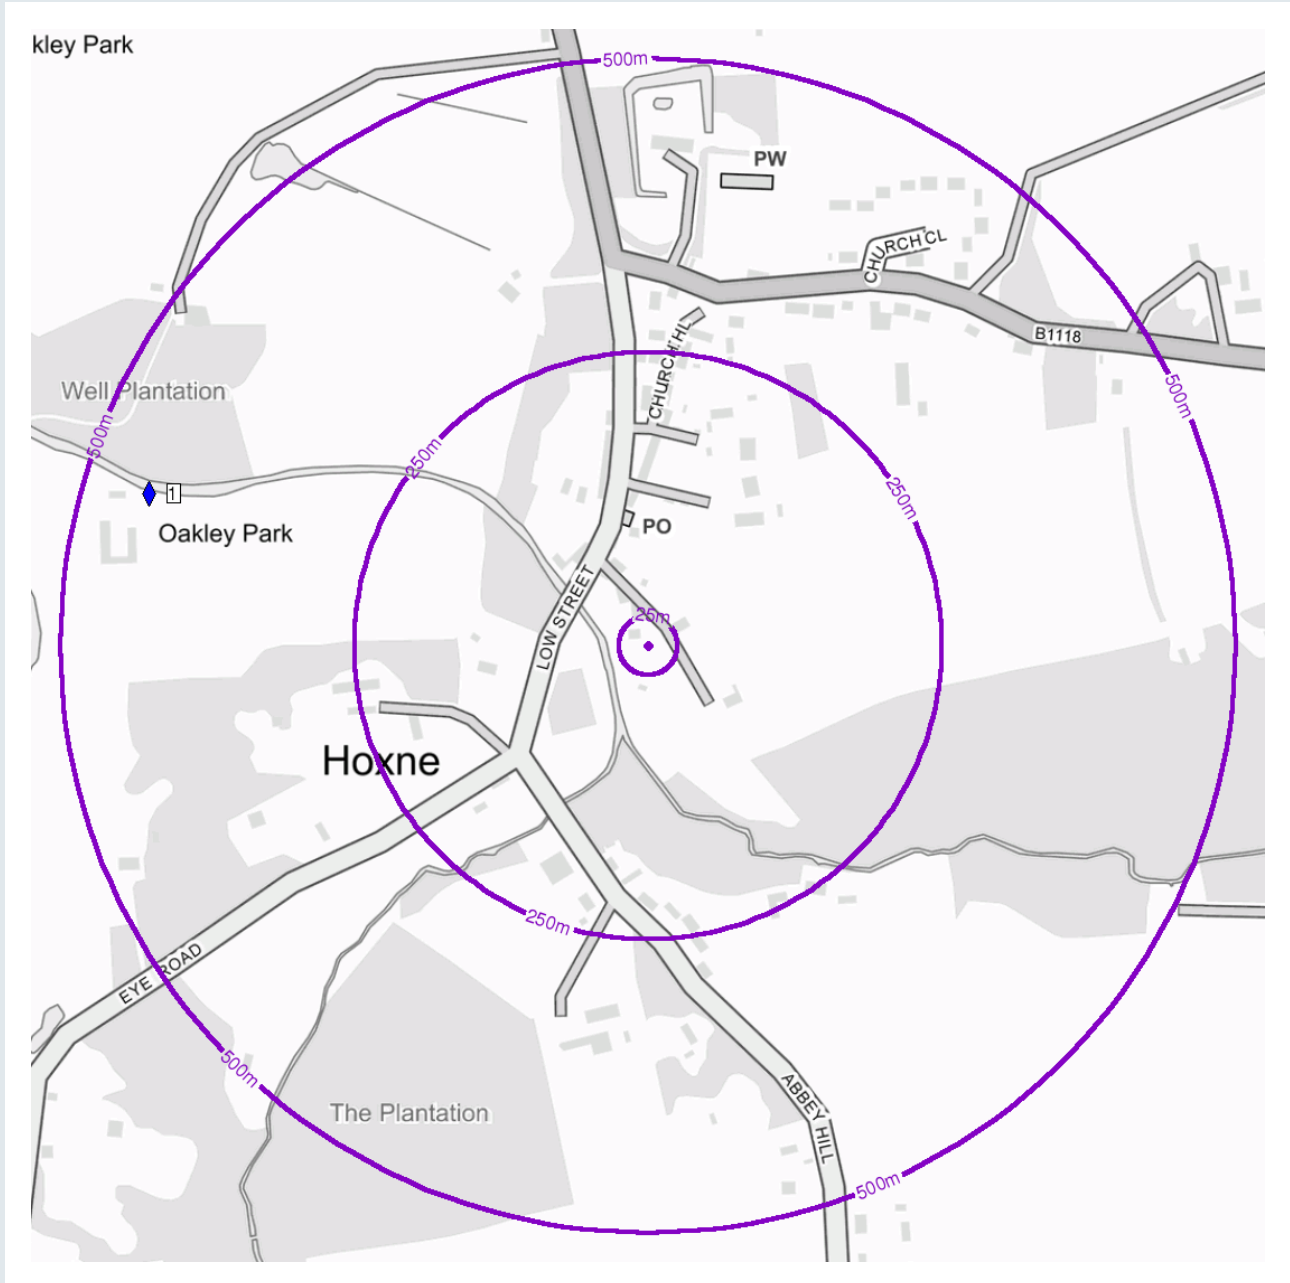 kley Park
500m
PW
CHURCH CL
B1118
CHURCH HL
500m
Well Plantation
500m
250m
250m
1
PO
Oakley Park
LOW STREET
25m
Hoxne
250m
EYE ROAD
500m
The Plantation
ABBEY HILL
500m